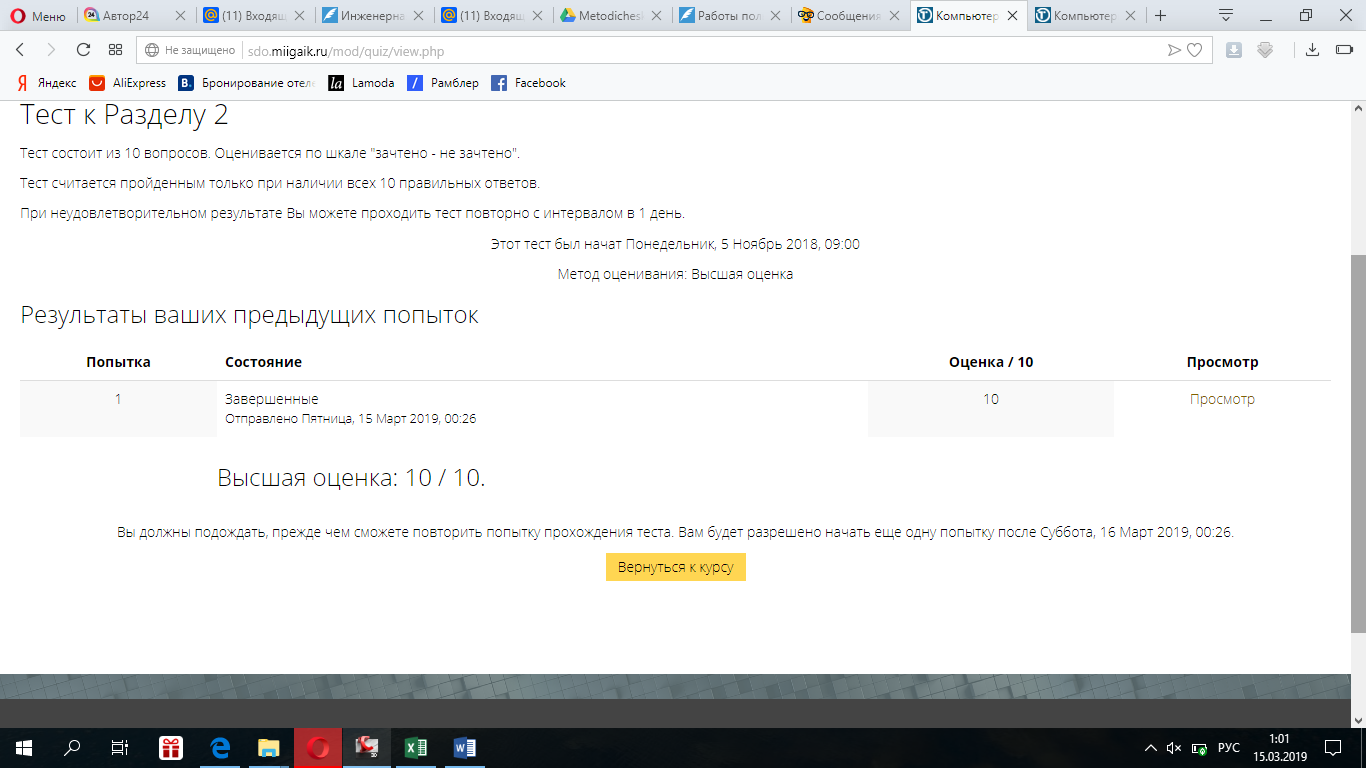 Меню
Автор24
(11) Входящ
Инженерна
(11) Входящ
Metodichesk
Работы пол
Сообщения
Компьютер
Компьютер
Не защищено sdo.miigaik.ru/mod/quiz/view.php
Яндекс AliExpress Бронирование отеле Lamoda Рамблер Facebook
Тест к Разделу 2
Тест состоит из 10 вопросов. Оценивается по шкале "зачтено - не зачтено".
Тест считается пройденным только при наличии всех 10 правильных ответов.
При неудовлетворительном результате Вы можете проходить тест повторно с интервалом в 1 день.
Этот тест был начат Понедельник, 5 Ноябрь 2018, 09:00
Метод оценивания: Высшая оценка
Результаты ваших предыдущих попыток
Попытка Состояние Оценка / 10 Просмотр
1 Завершенные 10 Просмотр
Отправлено Пятница, 15 Март 2019, 00:26
Высшая оценка: 10 / 10.
Вы должны подождать, прежде чем сможете повторить попытку прохождения теста. Вам будет разрешено начать еще одну попытку после Суббота, 16 Март 2019, 00:26.
Вернуться к курсу
РУС
1:01
15.03.2019